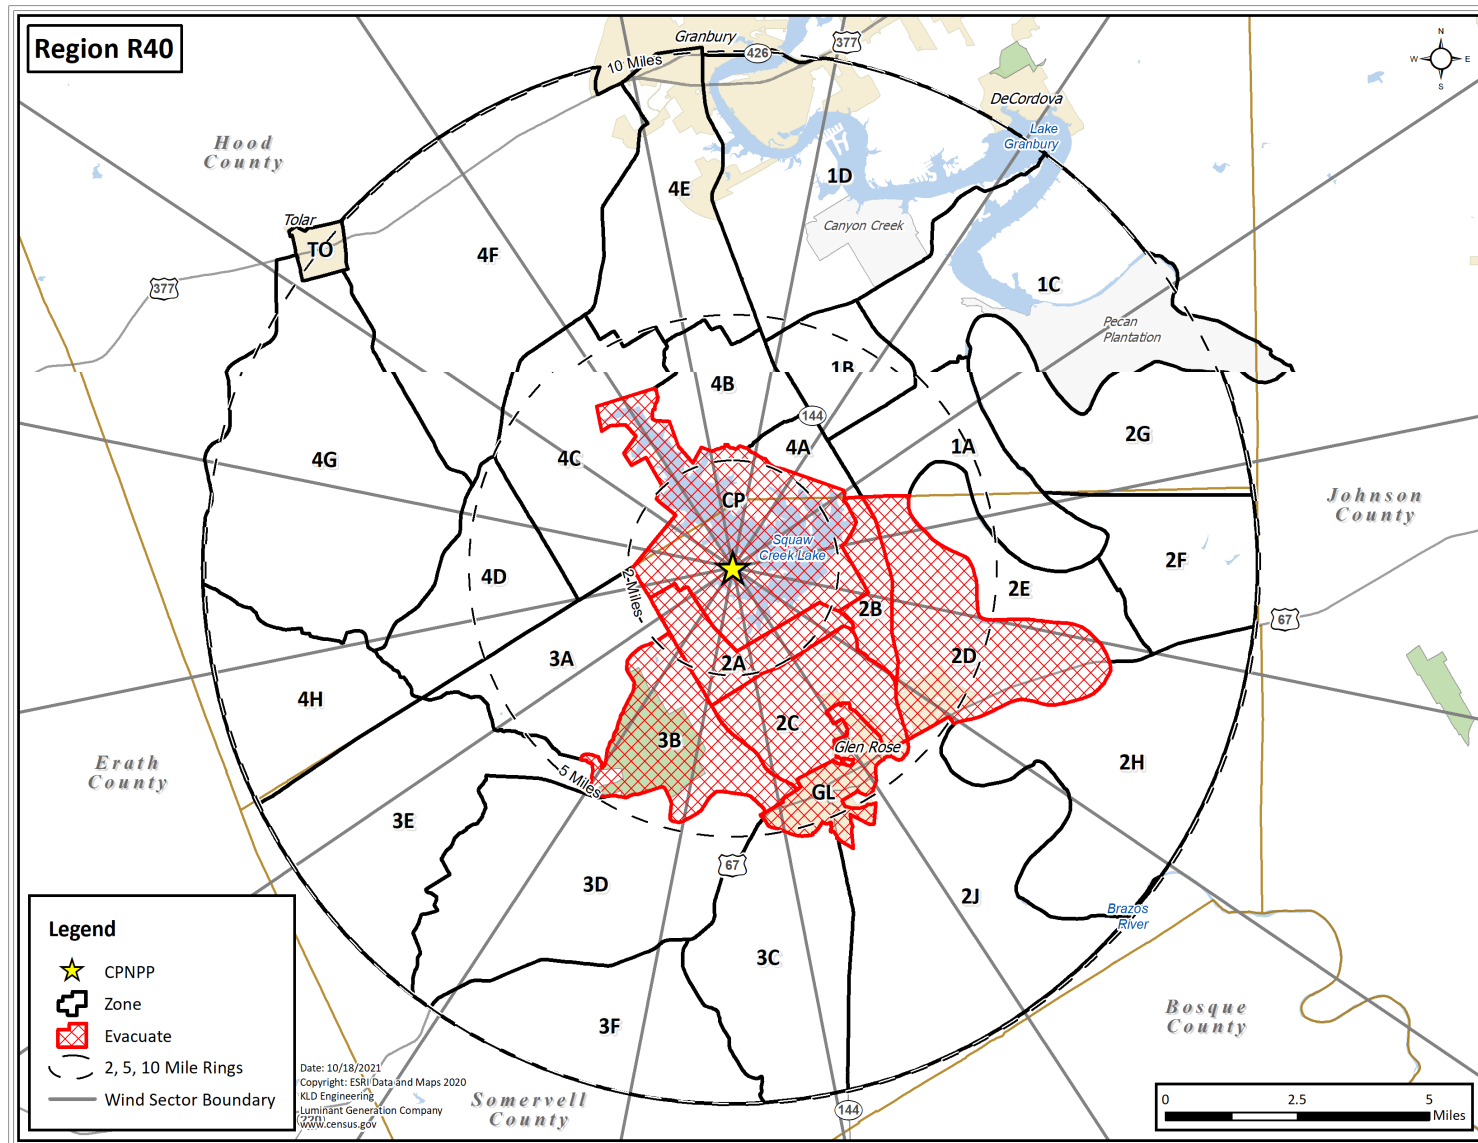 Region R40
Granbury
377
426
10 Miles
N
W E
S
DeCordova
Lake
Granbury
Hood
County
4E
1D
Canyon Creek
Tolar
TO
4F
377
1C
Pecan
Plantation
1B
4B
144
4A
1A
2G
4G
4C
CP
Johnson
County
Squaw
Creek Lake
2F
4D
2 Miles
2E
2B
67
3A
2A
2D
4H
2C
3B
Glen Rose
2H
Erath
County
5 Miles
GL
3E
67
3D
2J
Brazos
River
3C
Bosque
County
3F
Legend
CPNPP
Zone
Evacuate
2, 5, 10 Mile Rings
Wind Sector Boundary
Date: 10/18/2021
Copyright: ESRI Data and Maps 2020
KLD Engineering
Luminant Generation Company
www.census.gov
220
Somervell
County
144
0 2.5 5
Miles